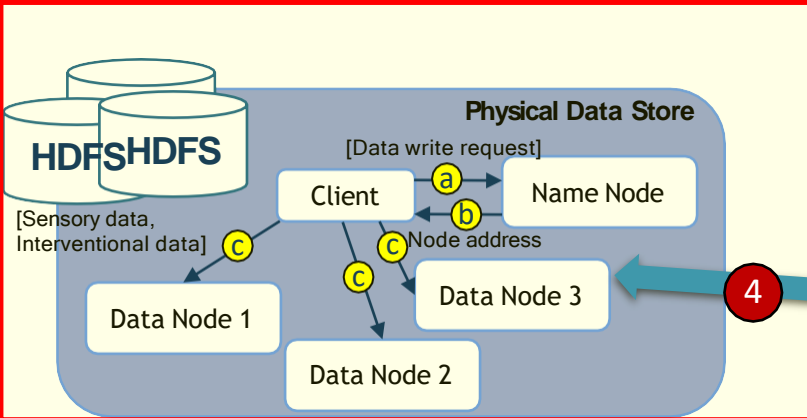 Physical Data Store
HDFS
HDFS
[Data write request]
a
Client
Name Node
b
[Sensory data,
Interventional data]
c
c
Node address
c
4
Data Node 3
Data Node 1
Data Node 2